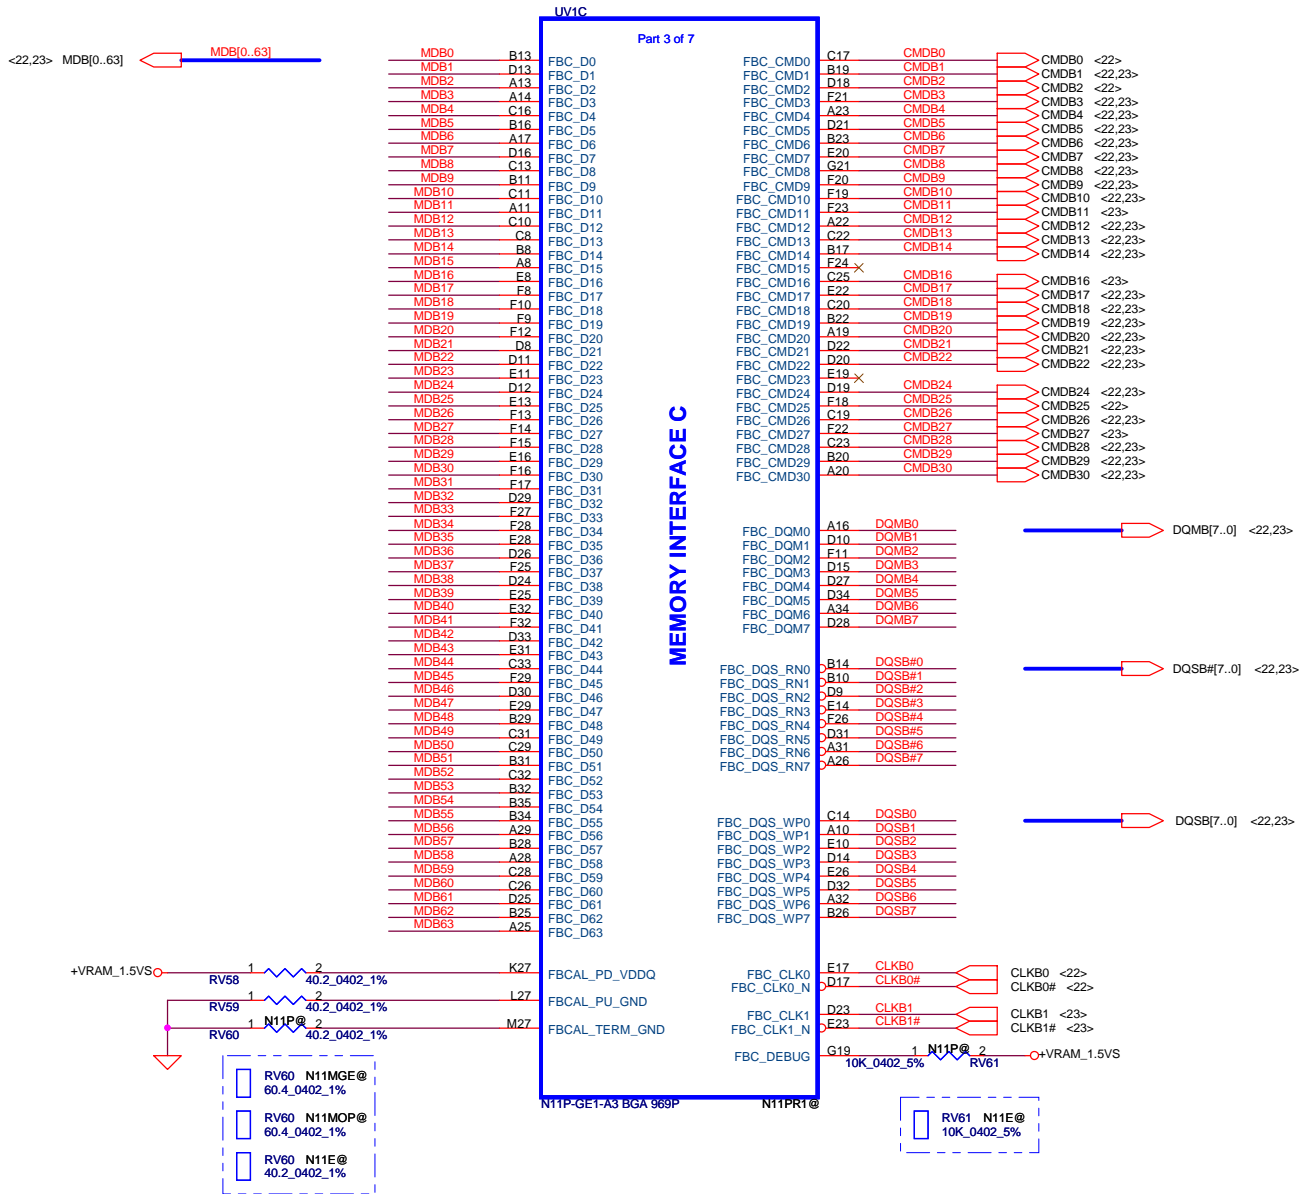 UV1C
Part 3 of 7
<22,23> MDB[0..63] MDB[0..63]
MDB0 B13 FBC_D0
MDB1 D13 FBC_D1
MDB2 A13 FBC_D2
MDB3 A14 FBC_D3
MDB4 C16 FBC_D4
MDB5 B16 FBC_D5
MDB6 A17 FBC_D6
MDB7 D16 FBC_D7
MDB8 C13 FBC_D8
MDB9 B11 FBC_D9
MDB10 C11 FBC_D10
MDB11 A11 FBC_D11
MDB12 C10 FBC_D12
MDB13 C8 FBC_D13
MDB14 B8 FBC_D14
MDB15 A8 FBC_D15
MDB16 E8 FBC_D16
MDB17 F8 FBC_D17
MDB18 F10 FBC_D18
MDB19 F9 FBC_D19
MDB20 F12 FBC_D20
MDB21 D8 FBC_D21
MDB22 D11 FBC_D22
MDB23 E11 FBC_D23
MDB24 D12 FBC_D24
MDB25 E13 FBC_D25
MDB26 F13 FBC_D26
MDB27 F14 FBC_D27
MDB28 F15 FBC_D28
MDB29 E16 FBC_D29
MDB30 F16 FBC_D30
MDB31 F17 FBC_D31
MDB32 D29 FBC_D32
MDB33 F27 FBC_D33
MDB34 F28 FBC_D34
MDB35 E28 FBC_D35
MDB36 D26 FBC_D36
MDB37 F25 FBC_D37
MDB38 D24 FBC_D38
MDB39 E25 FBC_D39
MDB40 E32 FBC_D40
MDB41 F32 FBC_D41
MDB42 D33 FBC_D42
MDB43 E31 FBC_D43
MDB44 C33 FBC_D44
MDB45 F29 FBC_D45
MDB46 D30 FBC_D46
MDB47 E29 FBC_D47
MDB48 B29 FBC_D48
MDB49 C31 FBC_D49
MDB50 C29 FBC_D50
MDB51 B31 FBC_D51
MDB52 C32 FBC_D52
MDB53 B32 FBC_D53
MDB54 B35 FBC_D54
MDB55 B34 FBC_D55
MDB56 A29 FBC_D56
MDB57 B28 FBC_D57
MDB58 A28 FBC_D58
MDB59 C28 FBC_D59
MDB60 C26 FBC_D60
MDB61 D25 FBC_D61
MDB62 B25 FBC_D62
MDB63 A25 FBC_D63
+VRAM_1.5VS RV58 1 2 40.2_0402_1% K27 FBCAL_PD_VDDQ
RV59 1 2 40.2_0402_1% L27 FBCAL_PU_GND
RV60 1 N11P@ 2 40.2_0402_1% M27 FBCAL_TERM_GND
RV60 N11MGE@
60.4_0402_1%
RV60 N11MOP@
60.4_0402_1%
RV60 N11E@
40.2_0402_1%
MEMORY INTERFACE C
FBC_CMD0 C17 CMDB0 CMDB0 <22>
FBC_CMD1 B19 CMDB1 CMDB1 <22,23>
FBC_CMD2 D18 CMDB2 CMDB2 <22>
FBC_CMD3 F21 CMDB3 CMDB3 <22,23>
FBC_CMD4 A23 CMDB4 CMDB4 <22,23>
FBC_CMD5 D21 CMDB5 CMDB5 <22,23>
FBC_CMD6 B23 CMDB6 CMDB6 <22,23>
FBC_CMD7 E20 CMDB7 CMDB7 <22,23>
FBC_CMD8 G21 CMDB8 CMDB8 <22,23>
FBC_CMD9 F20 CMDB9 CMDB9 <22,23>
FBC_CMD10 F19 CMDB10 CMDB10 <22,23>
FBC_CMD11 F23 CMDB11 CMDB11 <23>
FBC_CMD12 A22 CMDB12 CMDB12 <22,23>
FBC_CMD13 C22 CMDB13 CMDB13 <22,23>
FBC_CMD14 B17 CMDB14 CMDB14 <22,23>
FBC_CMD15 F24
FBC_CMD16 C25 CMDB16 CMDB16 <23>
FBC_CMD17 E22 CMDB17 CMDB17 <22,23>
FBC_CMD18 C20 CMDB18 CMDB18 <22,23>
FBC_CMD19 B22 CMDB19 CMDB19 <22,23>
FBC_CMD20 A19 CMDB20 CMDB20 <22,23>
FBC_CMD21 D22 CMDB21 CMDB21 <22,23>
FBC_CMD22 D20 CMDB22 CMDB22 <22,23>
FBC_CMD23 E19
FBC_CMD24 D19 CMDB24 CMDB24 <22,23>
FBC_CMD25 F18 CMDB25 CMDB25 <22>
FBC_CMD26 C19 CMDB26 CMDB26 <22,23>
FBC_CMD27 F22 CMDB27 CMDB27 <23>
FBC_CMD28 C23 CMDB28 CMDB28 <22,23>
FBC_CMD29 B20 CMDB29 CMDB29 <22,23>
FBC_CMD30 A20 CMDB30 CMDB30 <22,23>
FBC_DQM0 A16 DQMB0 DQMB[7..0] <22,23>
FBC_DQM1 D10 DQMB1
FBC_DQM2 F11 DQMB2
FBC_DQM3 D15 DQMB3
FBC_DQM4 D27 DQMB4
FBC_DQM5 D34 DQMB5
FBC_DQM6 A34 DQMB6
FBC_DQM7 D28 DQMB7
FBC_DQS_RN0 B14 DQSB#0 DQSB#[7..0] <22,23>
FBC_DQS_RN1 B10 DQSB#1
FBC_DQS_RN2 D9 DQSB#2
FBC_DQS_RN3 E14 DQSB#3
FBC_DQS_RN4 F26 DQSB#4
FBC_DQS_RN5 D31 DQSB#5
FBC_DQS_RN6 A31 DQSB#6
FBC_DQS_RN7 A26 DQSB#7
FBC_DQS_WP0 C14 DQSB0 DQSB[7..0] <22,23>
FBC_DQS_WP1 A10 DQSB1
FBC_DQS_WP2 E10 DQSB2
FBC_DQS_WP3 D14 DQSB3
FBC_DQS_WP4 E26 DQSB4
FBC_DQS_WP5 D32 DQSB5
FBC_DQS_WP6 A32 DQSB6
FBC_DQS_WP7 B26 DQSB7
FBC_CLK0 E17 CLKB0 CLKB0 <22>
FBC_CLK0_N D17 CLKB0# CLKB0# <22>
FBC_CLK1 D23 CLKB1 CLKB1 <23>
FBC_CLK1_N E23 CLKB1# CLKB1# <23>
FBC_DEBUG G19 10K_0402_5% 1 N11P@ 2 RV61 +VRAM_1.5VS
N11P-GE1-A3 BGA 969P N11PR1@
RV61 N11E@
10K_0402_5%